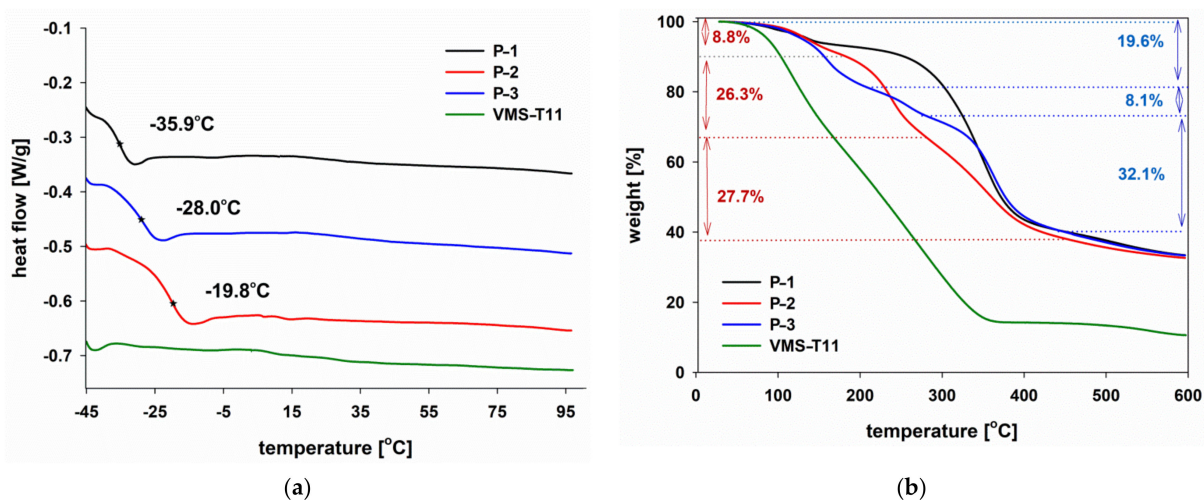 -0.1
-0.2
-0.3
-0.4
-0.5
-0.6
-0.7
heat flow [W/g]
P-1
P-2
P-3
VMS-T11
-35.9°C
-28.0°C
-19.8°C
-45 -25 -5 15 35 55 75 95
temperature [°C]
(a)
100
80
60
40
20
0
weight [%]
8.8%
26.3%
27.7%
19.6%
8.1%
32.1%
P-1
P-2
P-3
VMS-T11
0 100 200 300 400 500 600
temperature [°C]
(b)